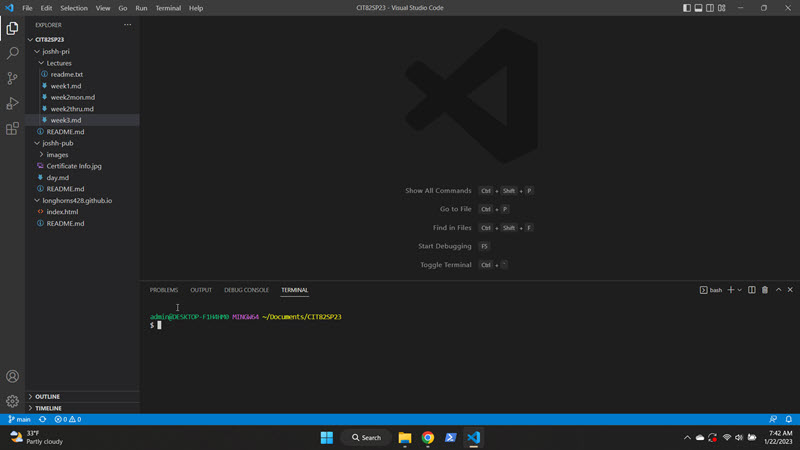 File Edit Selection View Go Run Terminal Help
CIT82SP23 - Visual Studio Code
EXPLORER
CIT82SP23
joshh-pri
Lectures
readme.txt
week1.md
week2mon.md
week2thru.md
week3.md
README.md
joshh-pub
images
Certificate Info.jpg
day.md
README.md
longhorns428.github.io
index.html
README.md
OUTLINE
TIMELINE
Show All Commands Ctrl + Shift + P
Go to File Ctrl + P
Find in Files Ctrl + Shift + F
Start Debugging F5
Toggle Terminal Ctrl + `
PROBLEMS OUTPUT DEBUG CONSOLE TERMINAL
bash
admin@DESKTOP-F1H4HM0 MINGW64 ~/Documents/CIT82SP23
$
main 0 0
33°F
Partly cloudy
Search
7:42 AM
1/22/2023